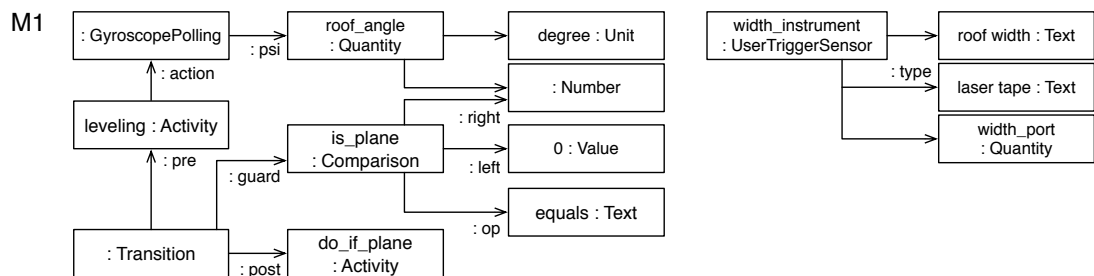 M1
: GyroscopePolling
: psi
roof_angle
: Quantity
degree : Unit
: Number
: action
leveling : Activity
: pre
: right
is_plane
: Comparison
: guard
: left
0 : Value
: op
equals : Text
: Transition
: post
do_if_plane
: Activity
width_instrument
: UserTriggerSensor
roof width : Text
: type
laser tape : Text
width_port
: Quantity